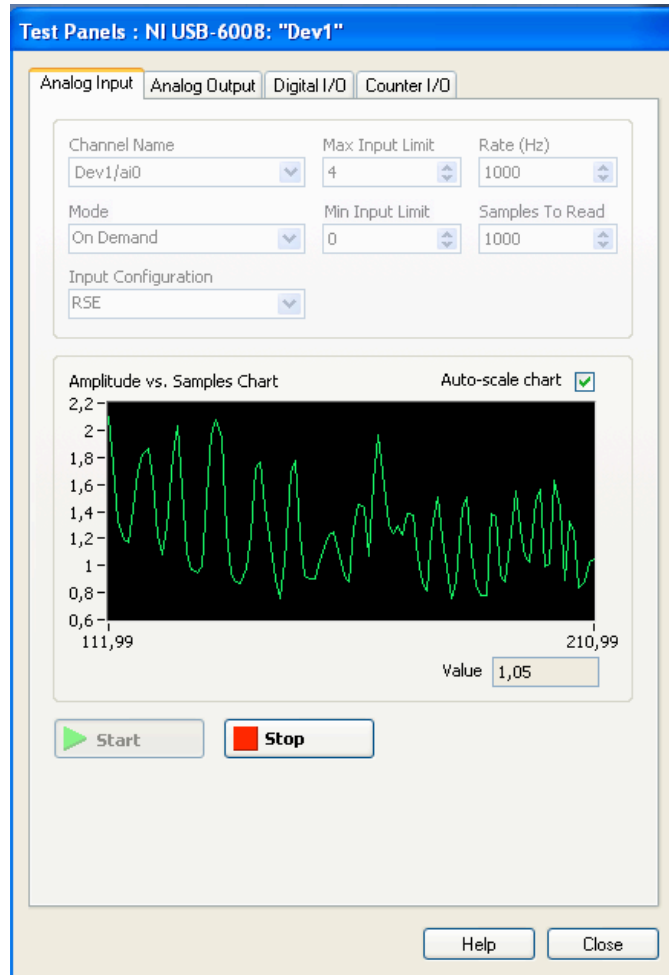 Test Panels : NI USB-6008: "Dev1"
Analog Input Analog Output Digital I/O Counter I/O
Channel Name Max Input Limit Rate (Hz)
Dev1/ai0 4 1000
Mode Min Input Limit Samples To Read
On Demand 0 1000
Input Configuration
RSE
Amplitude vs. Samples Chart Auto-scale chart
2,2
2
1,8
1,6
1,4
1,2
1
0,8
0,6
111,99 210,99
Value 1,05
Start Stop
Help Close